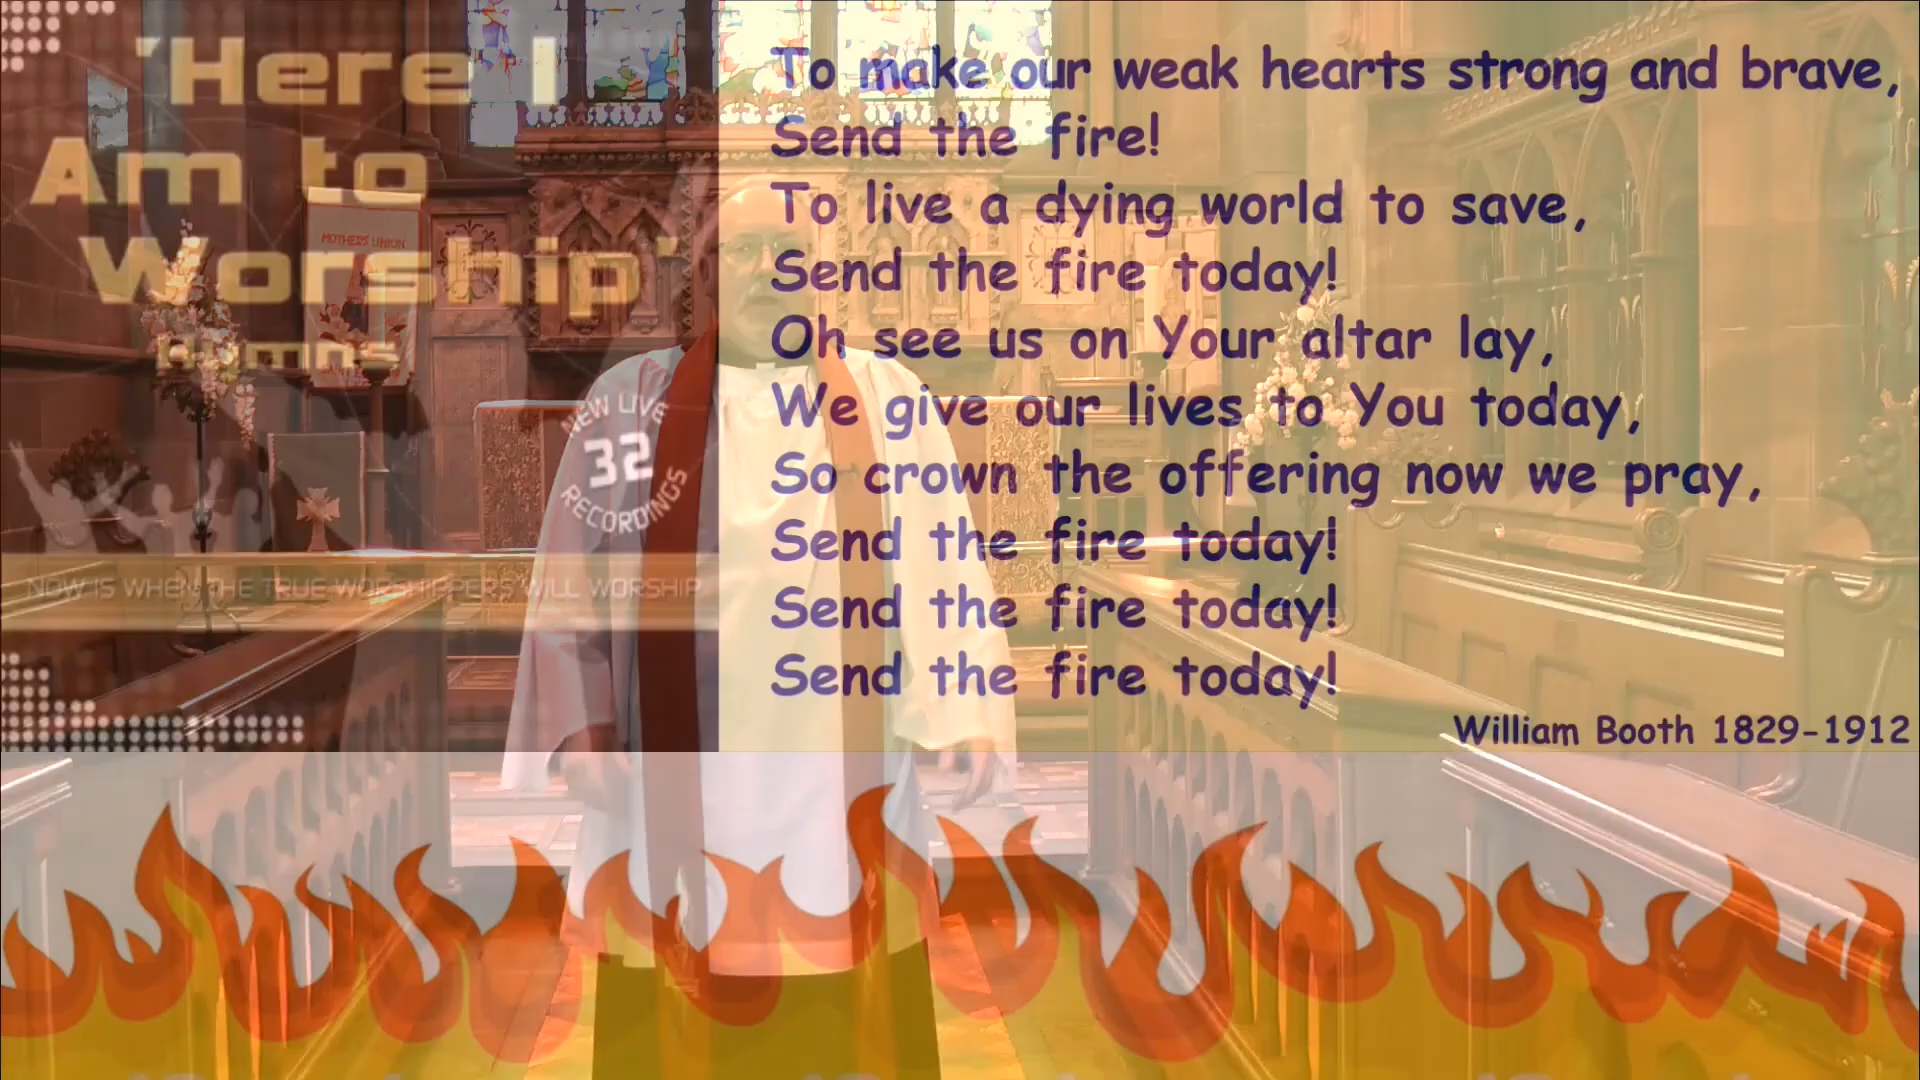 'Here I
Am to
Worship'
Hymns
MOTHERS' UNION
NEW LIVE
32
RECORDINGS
NOW IS WHEN THE TRUE WORSHIPPERS WILL WORSHIP
To make our weak hearts strong and brave,
Send the fire!
To live a dying world to save,
Send the fire today!
Oh see us on Your altar lay,
We give our lives to You today,
So crown the offering now we pray,
Send the fire today!
Send the fire today!
Send the fire today!
William Booth 1829-1912